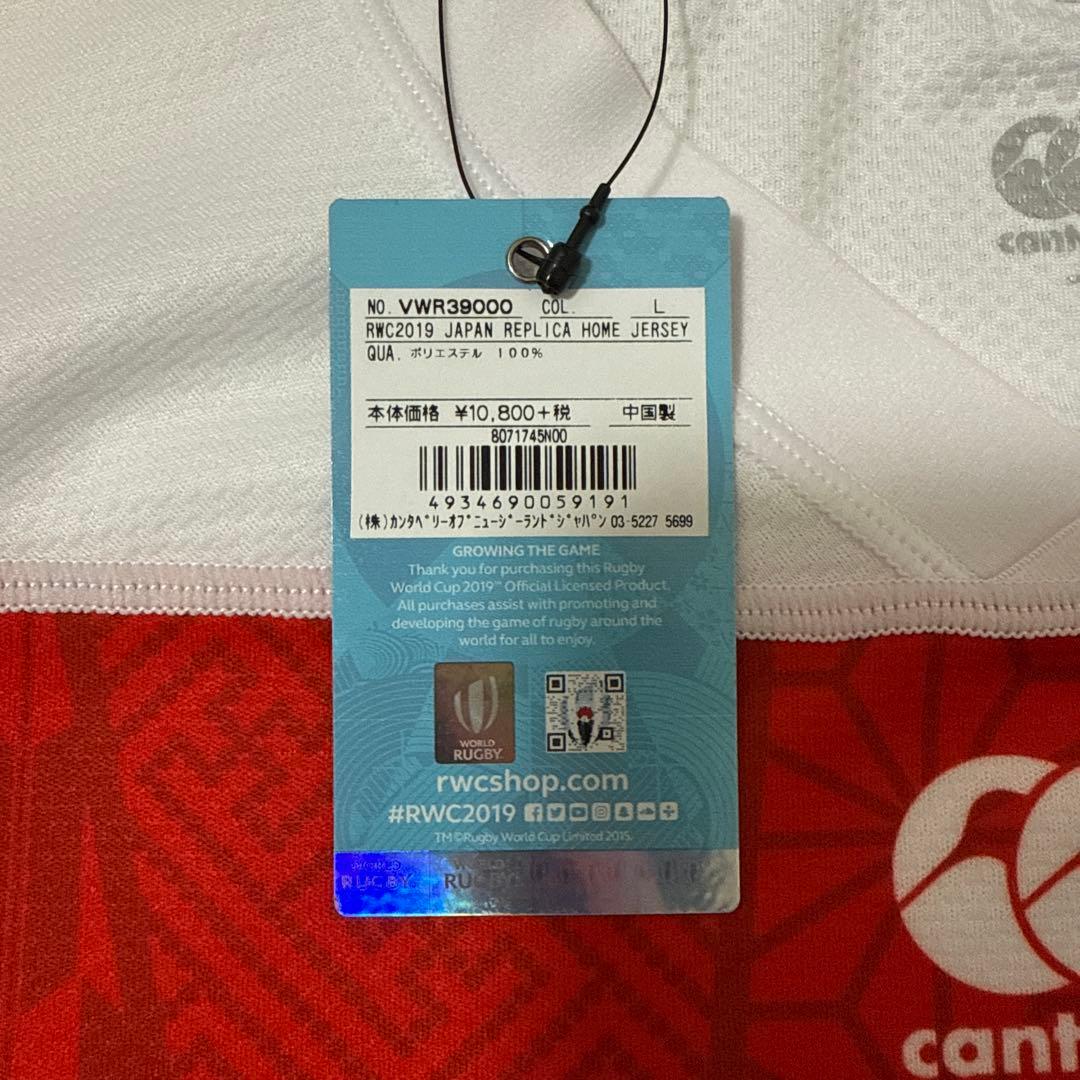 NO. VWR39000 COL. L
RWC2019 JAPAN REPLICA HOME JERSEY
QUA. ポリエステル 100%
本体価格 ¥10,800+税 中国製
8071745N00
4934690059191
(株)カンタベリーオブニュージーランドジャパン 03-5227 5699
GROWING THE GAME
Thank you for purchasing this Rugby
World Cup 2019™ Official Licensed Product.
All purchases assist with promoting and
developing the game of rugby around the
world for all to enjoy.
WORLD
RUGBY
rwcshop.com
#RWC2019
TM ©Rugby World Cup Limited 2015.
WORLD
RUGBY
cant